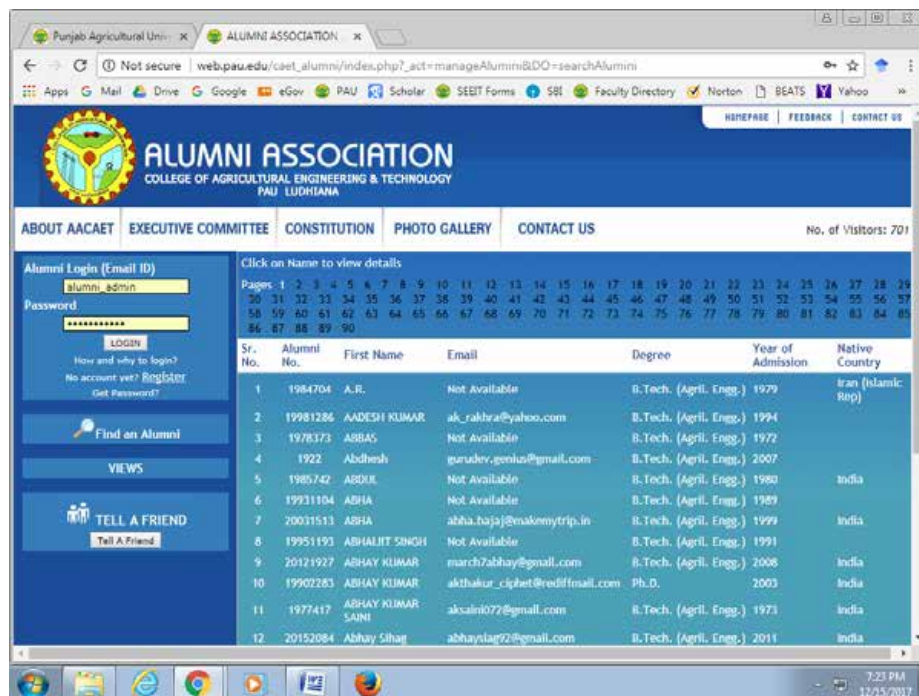 Punjab Agricultural Univ
ALUMNI ASSOCIATION
Not secure | web.pau.edu/caet_alumni/index.php?_act=manageAlumini&DO=searchAlumini
Apps Mail Drive Google eGov PAU Scholar SEEIT Forms SBI Faculty Directory Norton BEATS Yahoo
HOMEPAGE | FEEDBACK | CONTACT US
ALUMNI ASSOCIATION
COLLEGE OF AGRICULTURAL ENGINEERING & TECHNOLOGY
PAU LUDHIANA
ABOUT AACAET EXECUTIVE COMMITTEE CONSTITUTION PHOTO GALLERY CONTACT US No. of Visitors: 701
Alumni Login (Email ID)
alumni_admin
Password
***********
LOGIN
How and why to login?
No account yet? Register
Get Password?
Find an Alumni
VIEWS
TELL A FRIEND
Tell A Friend
Click on Name to view details
Pages 1 2 3 4 5 6 7 8 9 10 11 12 13 14 15 16 17 18 19 20 21 22 23 24 25 26 27 28 29
30 31 32 33 34 35 36 37 38 39 40 41 42 43 44 45 46 47 48 49 50 51 52 53 54 55 56 57
58 59 60 61 62 63 64 65 66 67 68 69 70 71 72 73 74 75 76 77 78 79 80 81 82 83 84 85
86 87 88 89 90
Sr. No. Alumni No. First Name Email Degree Year of Admission Native Country
1 1984704 A.R. Not Available B.Tech. (Agril. Engg.) 1979 Iran (Islamic Rep)
2 19981286 AADESH KUMAR ak_rakhra@yahoo.com B.Tech. (Agril. Engg.) 1994
3 1978373 ABBAS Not Available B.Tech. (Agril. Engg.) 1972
4 1922 Abdhesh gurudev.genius@gmail.com B.Tech. (Agril. Engg.) 2007
5 1985742 ABDUL Not Available B.Tech. (Agril. Engg.) 1980 India
6 19931104 ABHA Not Available B.Tech. (Agril. Engg.) 1989
7 20031513 ABHA abha.bajaj@makemytrip.in B.Tech. (Agril. Engg.) 1999 India
8 19951193 ABHAIJIT SINGH Not Available B.Tech. (Agril. Engg.) 1991
9 20121927 ABHAY KUMAR march7abhay@gmail.com B.Tech. (Agril. Engg.) 2008 India
10 19902283 ABHAY KUMAR akthakur_ciphet@rediffmail.com Ph.D. 2003 India
11 1977417 ABHAY KUMAR SAINI aksaini072@gmail.com B.Tech. (Agril. Engg.) 1973 India
12 20152084 Abhay Sihag abhaysiag92@gmail.com B.Tech. (Agril. Engg.) 2011 India
7:23 PM